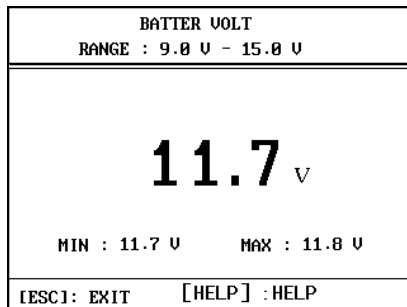 BATTER VOLT
RANGE : 9.0 V - 15.0 V
11.7 V
MIN : 11.7 V MAX : 11.8 V
[ESC]: EXIT [HELP] :HELP